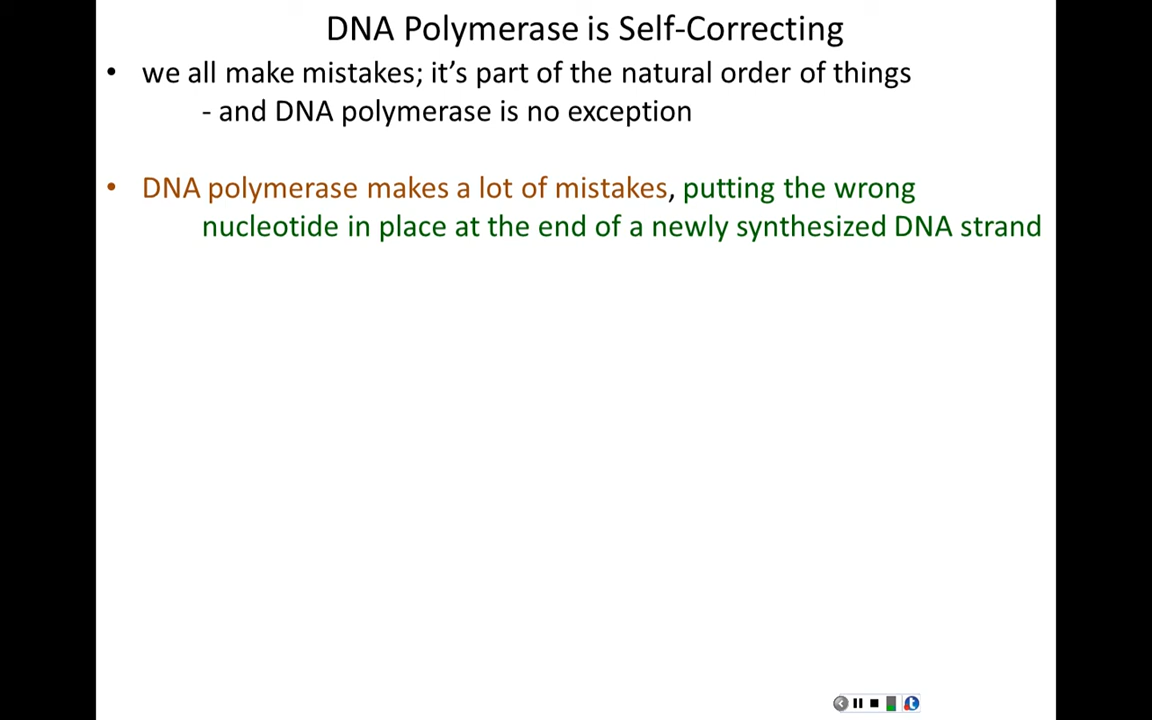 DNA Polymerase is Self-Correcting
• we all make mistakes; it’s part of the natural order of things
- and DNA polymerase is no exception
• DNA polymerase makes a lot of mistakes, putting the wrong
nucleotide in place at the end of a newly synthesized DNA strand